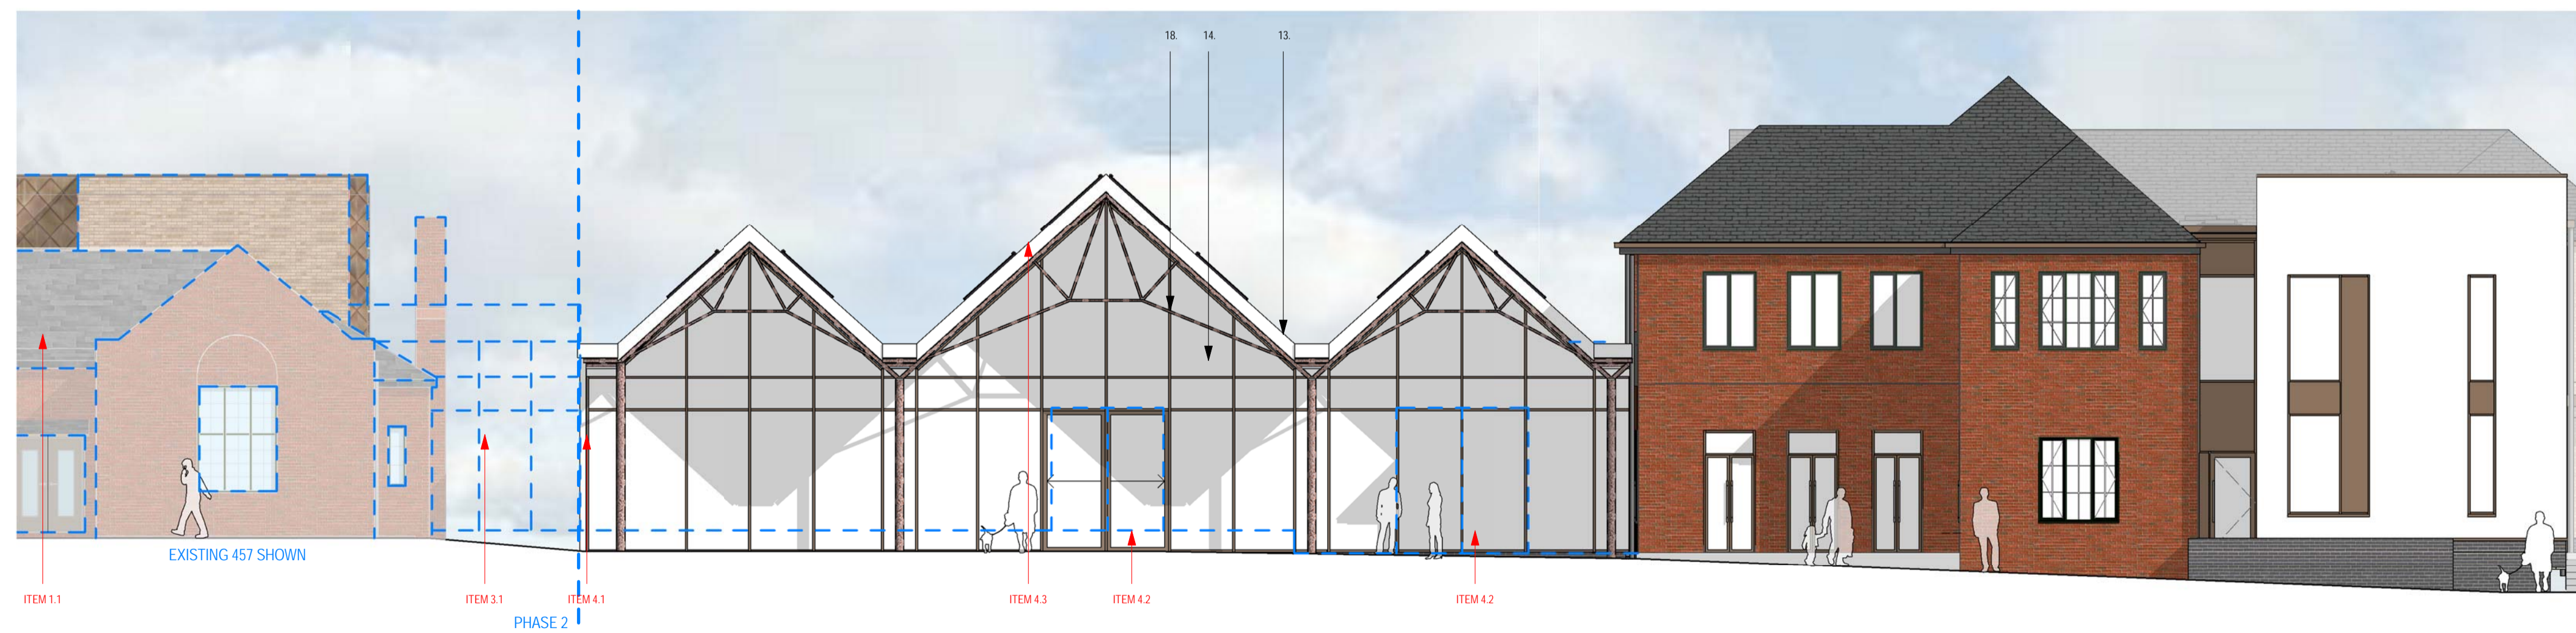 18.
14.
13.
EXISTING 457 SHOWN
ITEM 1.1
ITEM 3.1
ITEM 4.1
ITEM 4.3
ITEM 4.2
ITEM 4.2
PHASE 2